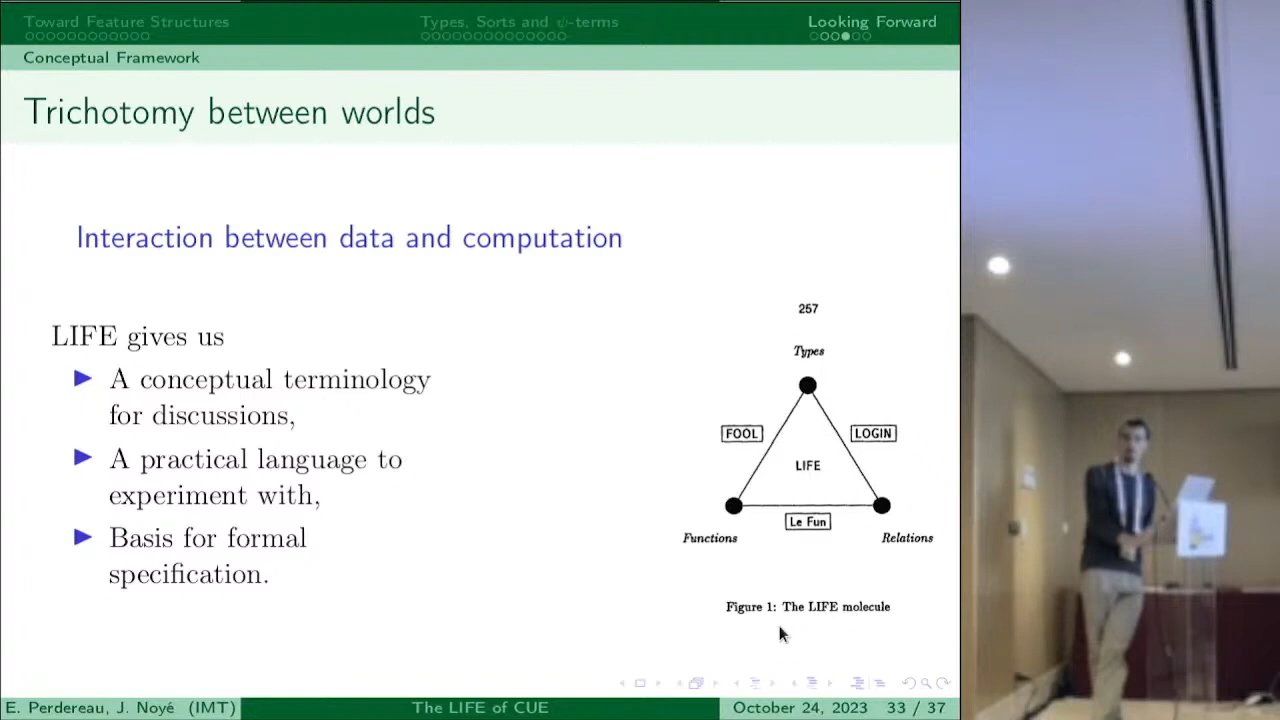 Toward Feature Structures
Types, Sorts and ψ-terms
Looking Forward
Conceptual Framework
Trichotomy between worlds
Interaction between data and computation
LIFE gives us
A conceptual terminology
for discussions,
A practical language to
experiment with,
Basis for formal
specification.
257
Types
FOOL
LOGIN
LIFE
Le Fun
Functions
Relations
Figure 1: The LIFE molecule
E. Perdereau, J. Noyé (IMT)
The LIFE of CUE
October 24, 2023
33 / 37